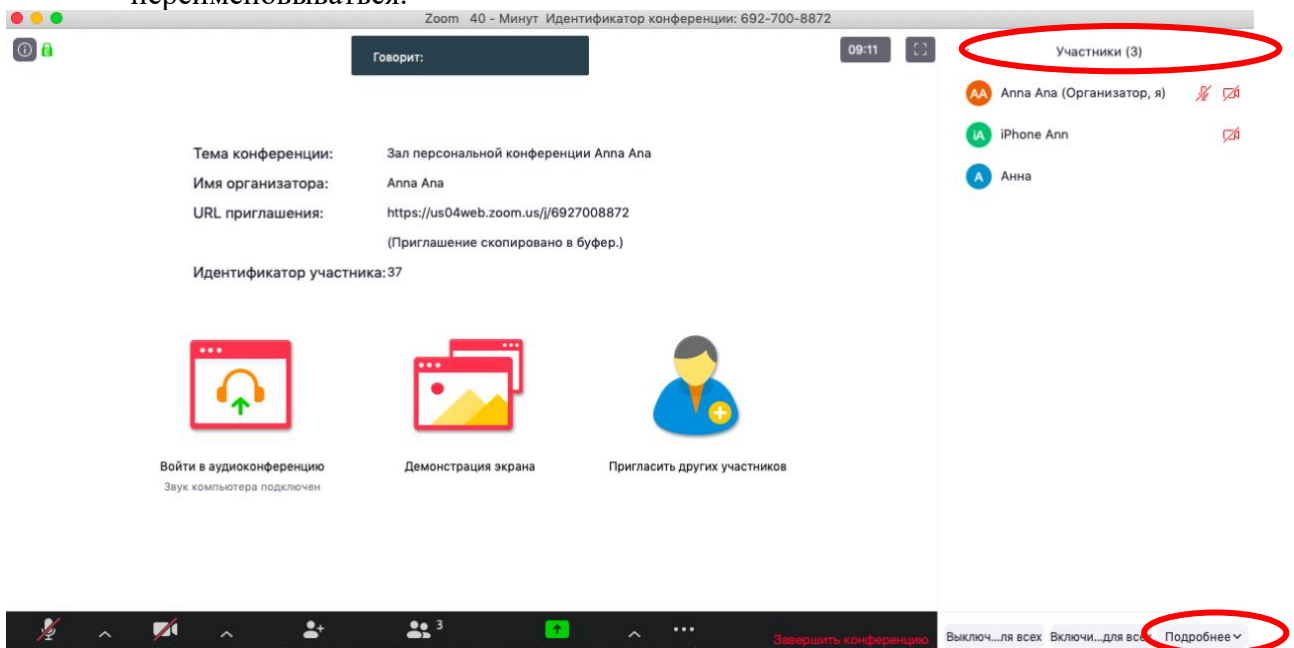 переименовываться.
Zoom 40 - Минут Идентификатор конференции: 692-700-8872
Говорит:
09:11
Участники (3)
AA Anna Ana (Организатор, я)
iA iPhone Ann
А Анна
Тема конференции: Зал персональной конференции Anna Ana
Имя организатора: Anna Ana
URL приглашения: https://us04web.zoom.us/j/6927008872
(Приглашение скопировано в буфер.)
Идентификатор участника: 37
Войти в аудиоконференцию
Звук компьютера подключен
Демонстрация экрана
Пригласить других участников
3
Завершить конференцию
Выключ...ля всех Включи...для всех Подробнее